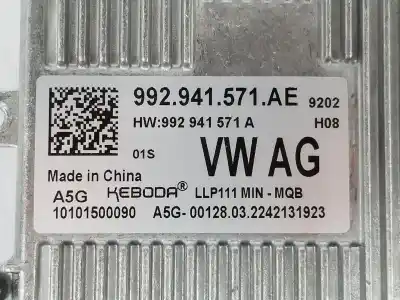 992.941.571.AE 9202
HW:992 941 571 A H08
01S VW AG
Made in China
A5G KEBODA® LLP111 MIN - MQB
10101500090 A5G- 00128.03.2242131923